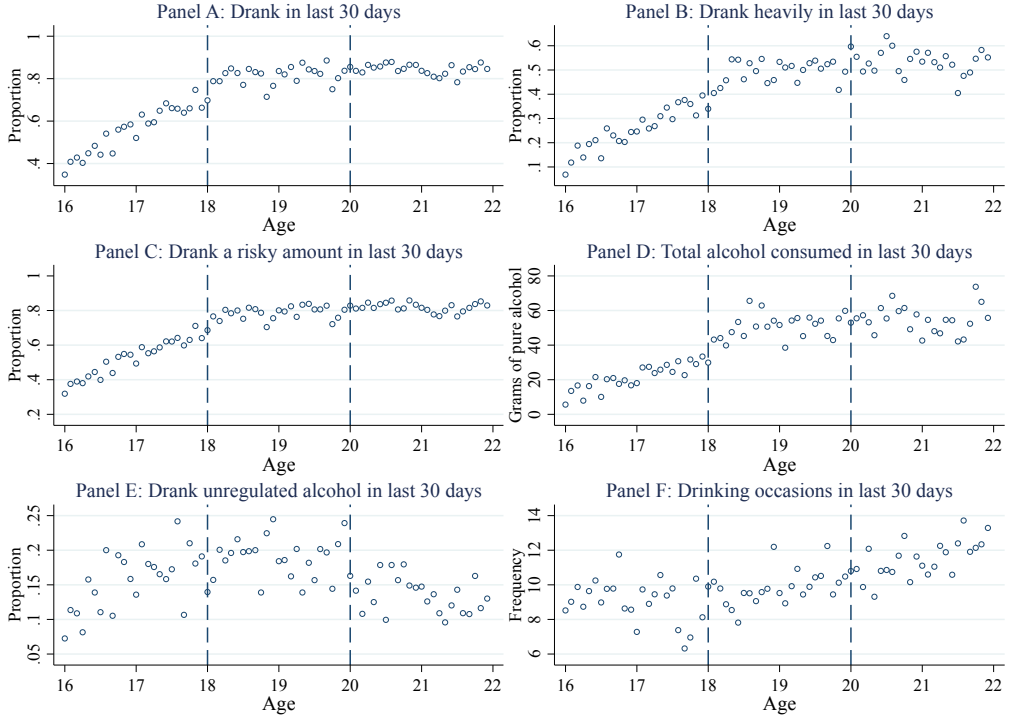 Panel A: Drank in last 30 days
Proportion
1
.8
.6
.4
16 17 18 19 20 21 22
Age
Panel B: Drank heavily in last 30 days
Proportion
.6
.5
.4
.3
.2
.1
16 17 18 19 20 21 22
Age
Panel C: Drank a risky amount in last 30 days
Proportion
1
.8
.6
.4
.2
16 17 18 19 20 21 22
Age
Panel D: Total alcohol consumed in last 30 days
Grams of pure alcohol
80
60
40
20
0
16 17 18 19 20 21 22
Age
Panel E: Drank unregulated alcohol in last 30 days
Proportion
.25
.2
.15
.1
.05
16 17 18 19 20 21 22
Age
Panel F: Drinking occasions in last 30 days
Frequency
14
12
10
8
6
16 17 18 19 20 21 22
Age